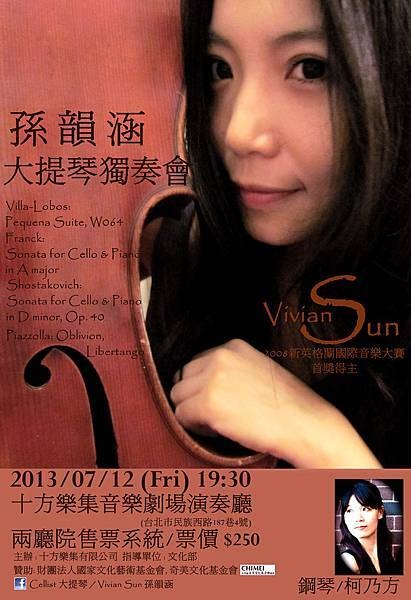 孫韻涵
大提琴獨奏會
Villa-Lobos:
Pequena Suite, W064
Franck:
Sonata for Cello & Piano
in A major
Shostakovich:
Sonata for Cello & Piano
in D minor, Op. 40
Piazzolla: Oblivion,
Libertango
Vivian Sun
2008新英格蘭國際音樂大賽
首獎得主
2013/07/12 (Fri) 19:30
十方樂集音樂劇場演奏廳
(台北市民族西路187巷4號)
兩廳院售票系統/票價 $250
主辦:十方樂集有限公司 指導單位:文化部
贊助:財團法人國家文化藝術基金會,奇美文化基金會 CHIMEI
Cellist 大提琴/Vivian Sun 孫韻涵
鋼琴/柯乃方